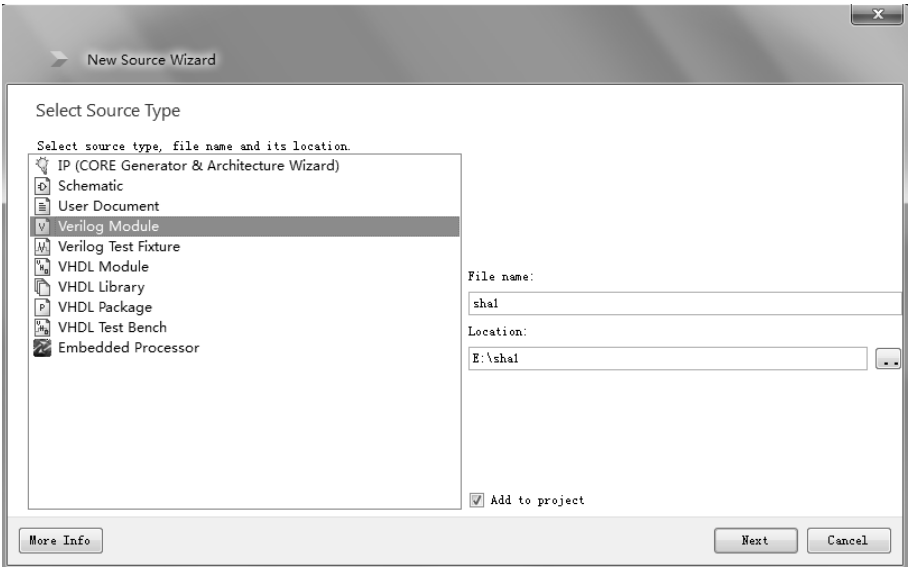 New Source Wizard
Select Source Type
Select source type, file name and its location.
IP (CORE Generator & Architecture Wizard)
Schematic
User Document
Verilog Module
Verilog Test Fixture
VHDL Module
VHDL Library
VHDL Package
VHDL Test Bench
Embedded Processor
File name:
sha1
Location:
E:\sha1
..
Add to project
More Info
Next
Cancel